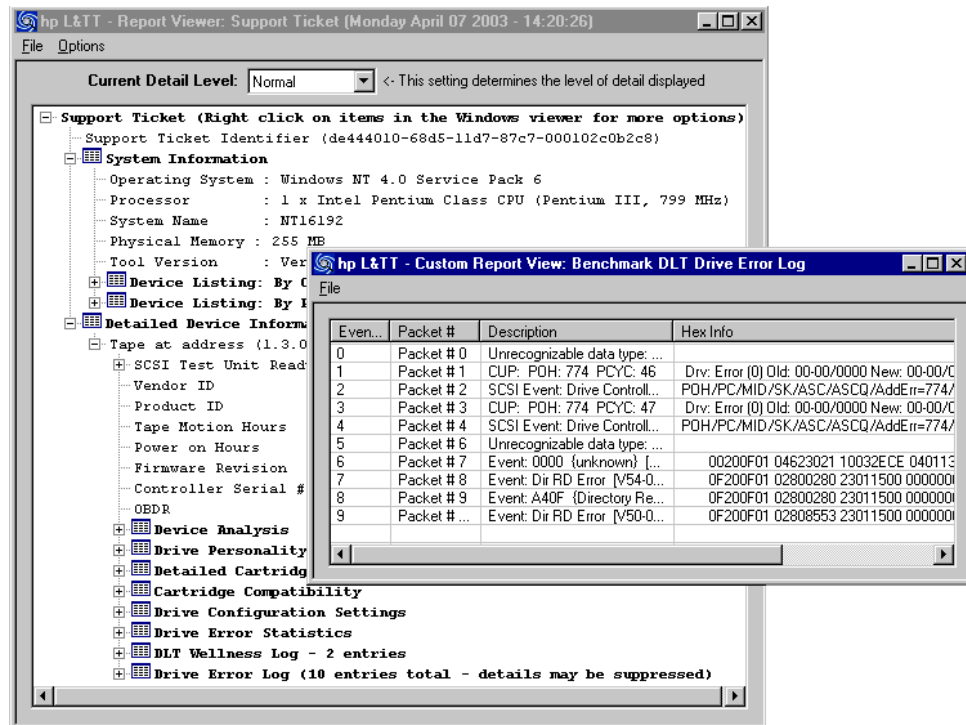 hp L&TT - Report Viewer: Support Ticket (Monday April 07 2003 - 14:20:26)
File Options
Current Detail Level: Normal <- This setting determines the level of detail displayed
Support Ticket (Right click on items in the Windows viewer for more options)
Support Ticket Identifier (de444010-68d5-11d7-87c7-000102c0b2c8)
System Information
Operating System : Windows NT 4.0 Service Pack 6
Processor : 1 x Intel Pentium Class CPU (Pentium III, 799 MHz)
System Name : NT16192
Physical Memory : 255 MB
Tool Version : Ver
Device Listing: By
Device Listing: By
Detailed Device Informa
Tape at address (1.3.0
SCSI Test Unit Read
Vendor ID
Product ID
Tape Motion Hours
Power on Hours
Firmware Revision
Controller Serial #
OBDR
Device Analysis
Drive Personality
Detailed Cartridg
Cartridge Compatibility
Drive Configuration Settings
Drive Error Statistics
DLT Wellness Log - 2 entries
Drive Error Log (10 entries total - details may be suppressed)
hp L&TT - Custom Report View: Benchmark DLT Drive Error Log
File
Even... Packet # Description Hex Info
0 Packet # 0 Unrecognizable data type: ...
1 Packet # 1 CUP: POH: 774 PCYC: 46 Drv: Error (0) Old: 00-00/0000 New: 00-00/0
2 Packet # 2 SCSI Event: Drive Controll... POH/PC/MID/SK/ASC/ASCQ/AddErr=774/
3 Packet # 3 CUP: POH: 774 PCYC: 47 Drv: Error (0) Old: 00-00/0000 New: 00-00/0
4 Packet # 4 SCSI Event: Drive Controll... POH/PC/MID/SK/ASC/ASCQ/AddErr=774/
5 Packet # 6 Unrecognizable data type: ...
6 Packet # 7 Event: 0000 {unknown} [... 00200F01 04623021 10032ECE 040113
7 Packet # 8 Event: Dir RD Error [V54-0... 0F200F01 02800280 23011500 000000
8 Packet # 9 Event: A40F {Directory Re... 0F200F01 02800280 23011500 000000
9 Packet # ... Event: Dir RD Error [V50-0... 0F200F01 02808553 23011500 000000